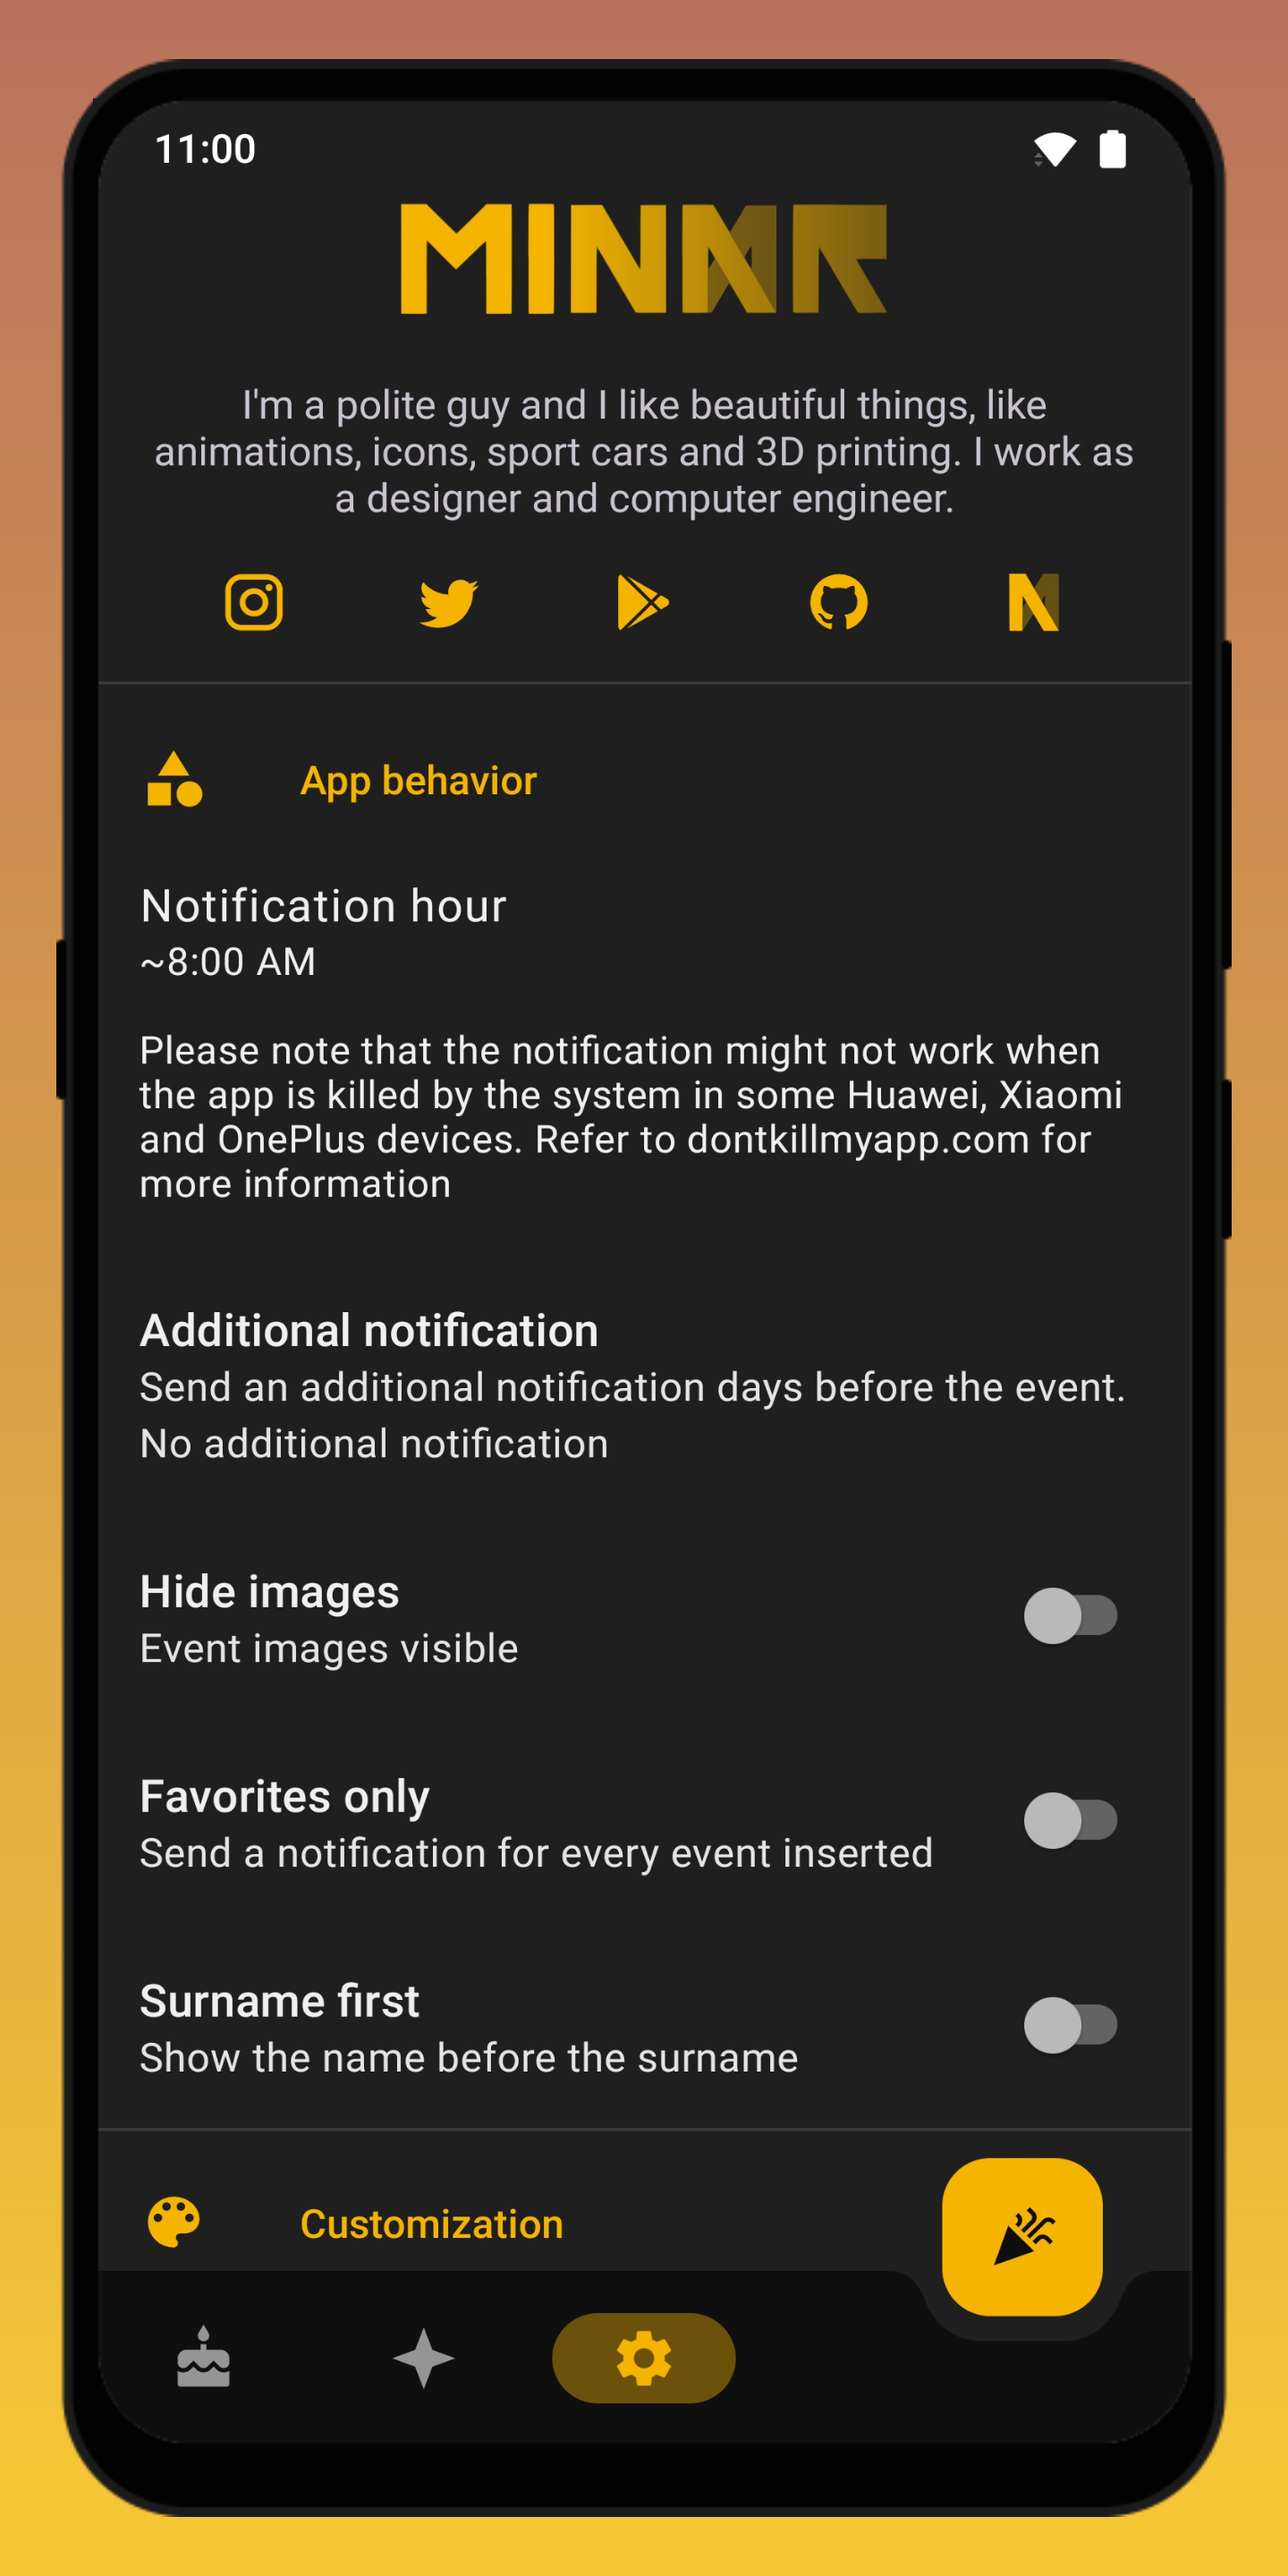 11:00
MINAR
I'm a polite guy and I like beautiful things, like
animations, icons, sport cars and 3D printing. I work as
a designer and computer engineer.
App behavior
Notification hour
~8:00 AM
Please note that the notification might not work when
the app is killed by the system in some Huawei, Xiaomi
and OnePlus devices. Refer to dontkillmyapp.com for
more information
Additional notification
Send an additional notification days before the event.
No additional notification
Hide images
Event images visible
Favorites only
Send a notification for every event inserted
Surname first
Show the name before the surname
Customization